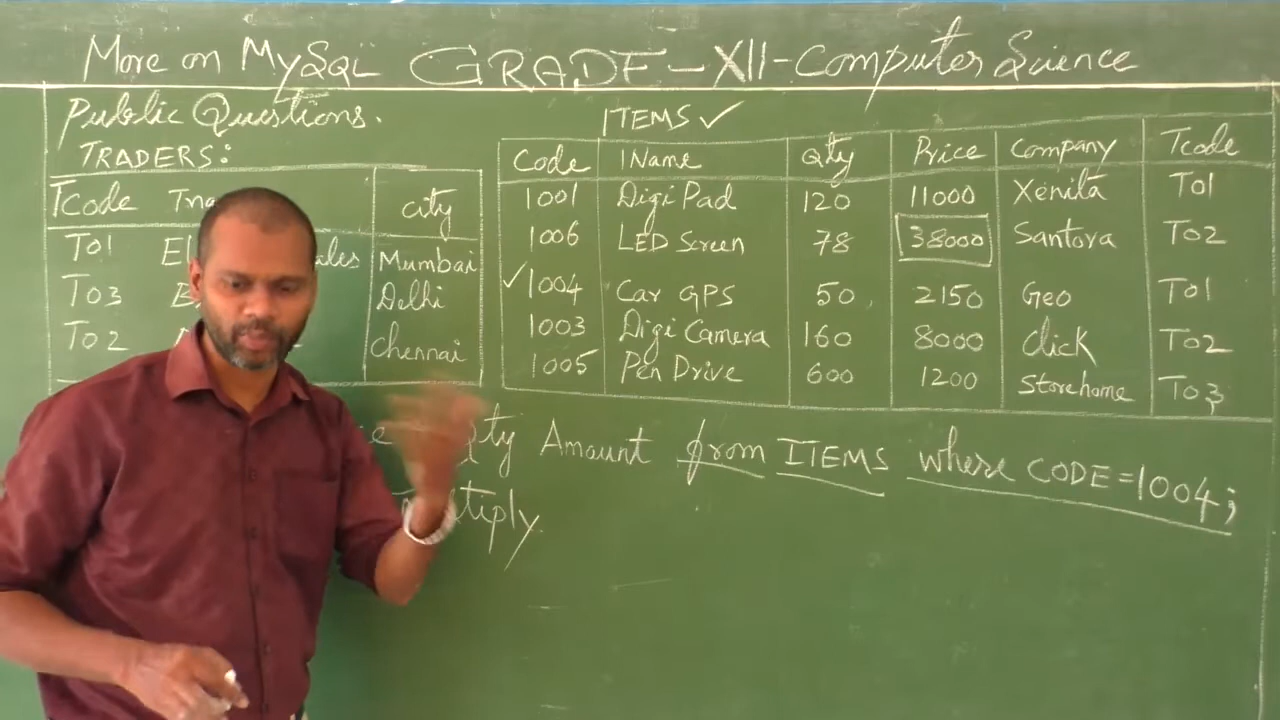 More on MySQL GRADE-XII-Computer Science
Public Questions.
TRADERS:
Tcode City
T01 ales Mumbai
T03 Delhi
T02 Chennai
ITEMS ✓
Code IName Qty Price Company Tcode
1001 Digi Pad 120 11000 Xenita T01
1006 LED Screen 78 38000 Santora T02
✓1004 Car GPS 50 2150 Geo T01
1003 Digi Camera 160 8000 Click T02
1005 Pen Drive 600 1200 Storehome T03
Qty Amount from ITEMS where CODE=1004;
tiply